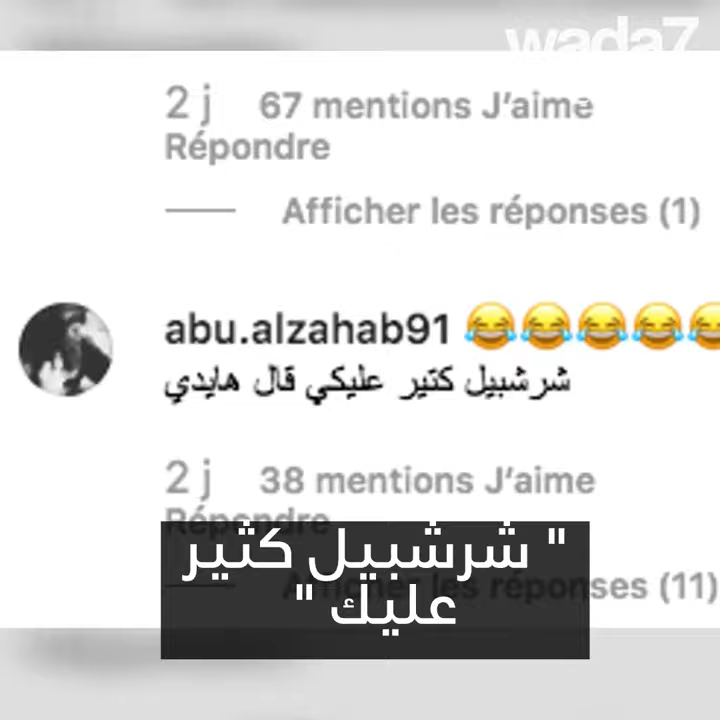 wada7
2 j 67 mentions J’aime
Répondre
Afficher les réponses (1)
abu.alzahab91 😂😂😂😂😂
شرشبيل كتير عليكي قال هايدي
2 j 38 mentions J’aime
Répondre
Afficher les réponses (11)
" شرشبيل كثير
عليك "